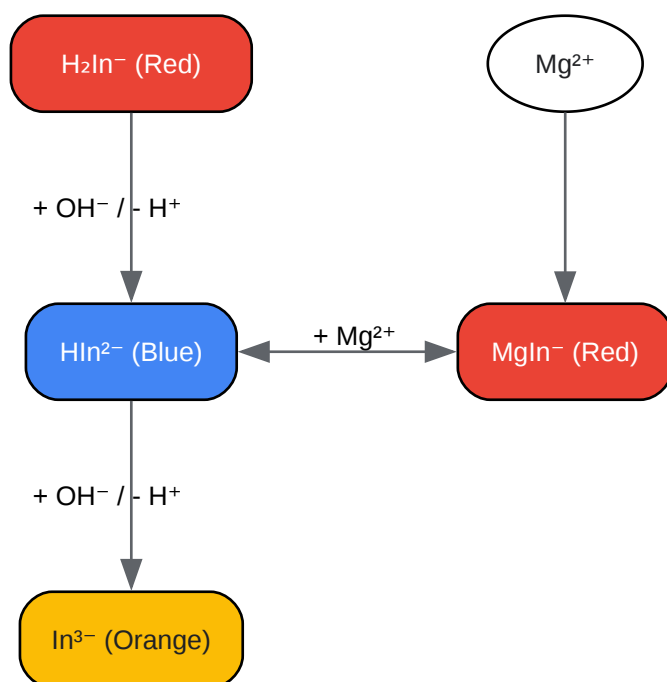 H₂In⁻ (Red)
Mg²⁺
+ OH⁻ / - H⁺
HIn²⁻ (Blue)
+ Mg²⁺
MgIn⁻ (Red)
+ OH⁻ / - H⁺
In³⁻ (Orange)